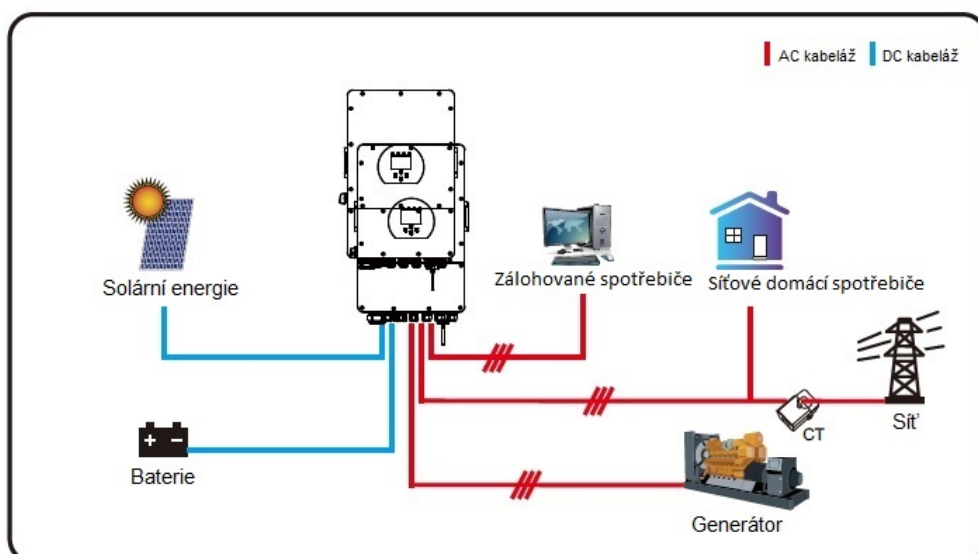 AC kabeláž DC kabeláž
Solární energie
Zálohované spotřebiče
Síťové domácí spotřebiče
CT
Síť
Baterie
Generátor